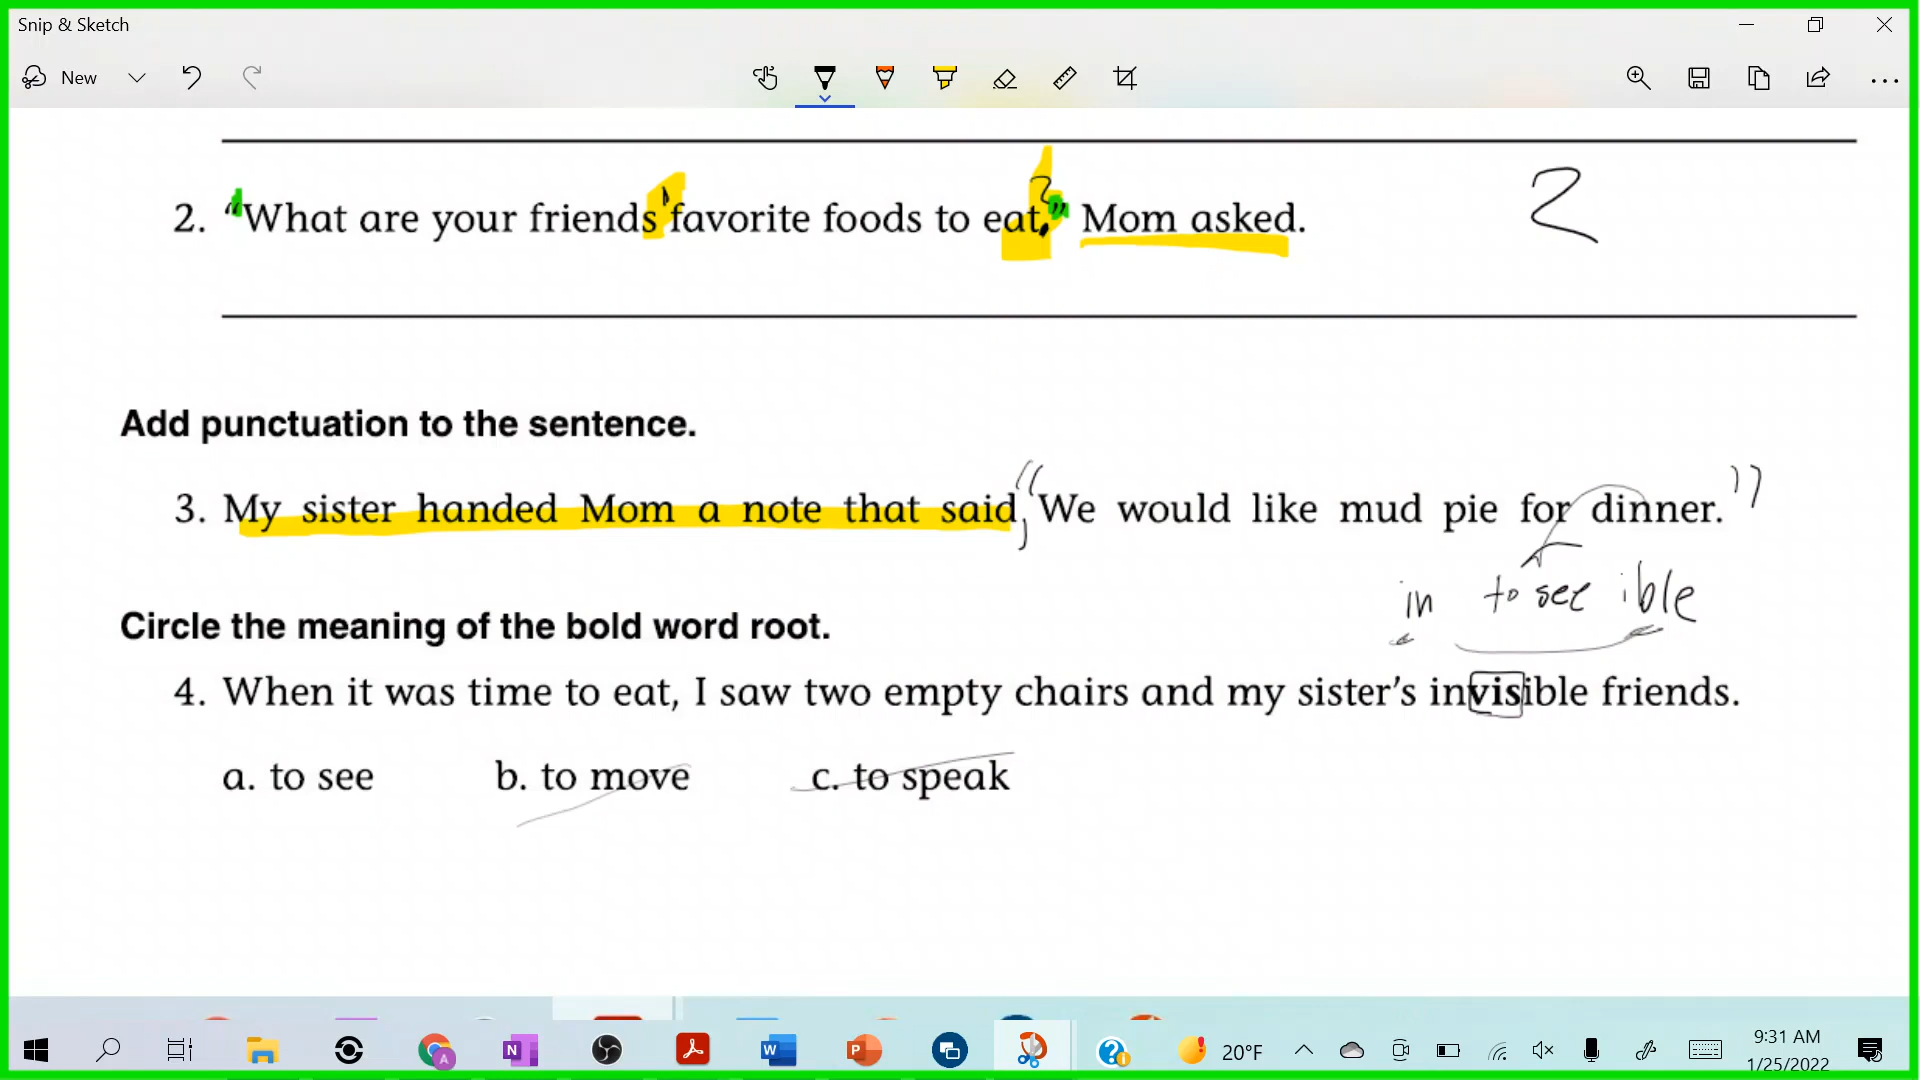 Snip & Sketch
New
2. “What are your friends' favorite foods to eat?” Mom asked.
2
Add punctuation to the sentence.
3. My sister handed Mom a note that said, “We would like mud pie for dinner.”
in to see ible
Circle the meaning of the bold word root.
4. When it was time to eat, I saw two empty chairs and my sister’s invisible friends.
a. to see b. to move c. to speak
20°F
9:31 AM
1/25/2022